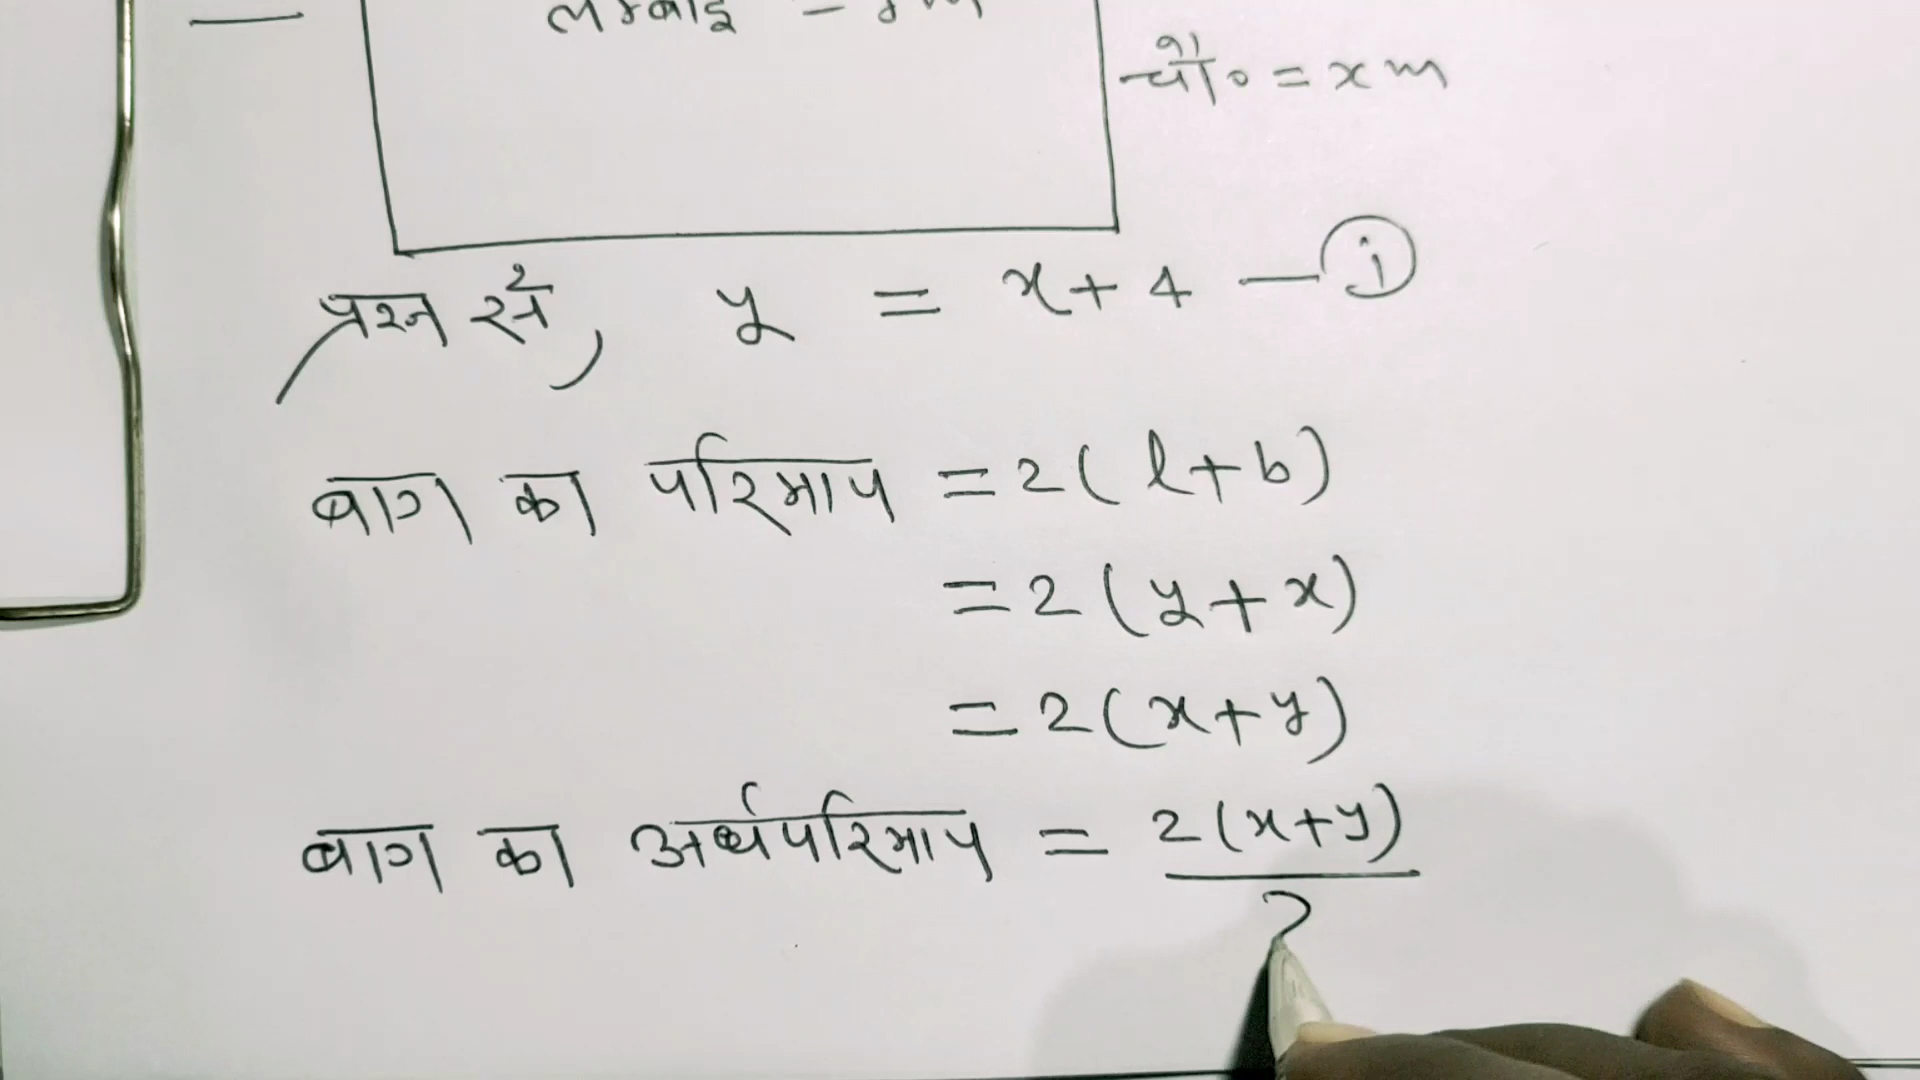 चौ० = x m
प्रश्न से, y = x + 4 — (i)
बाग का परिमाप = 2 ( l + b )
= 2 ( y + x )
= 2 ( x + y )
बाग का अर्धपरिमाप = 2 ( x + y ) / 2